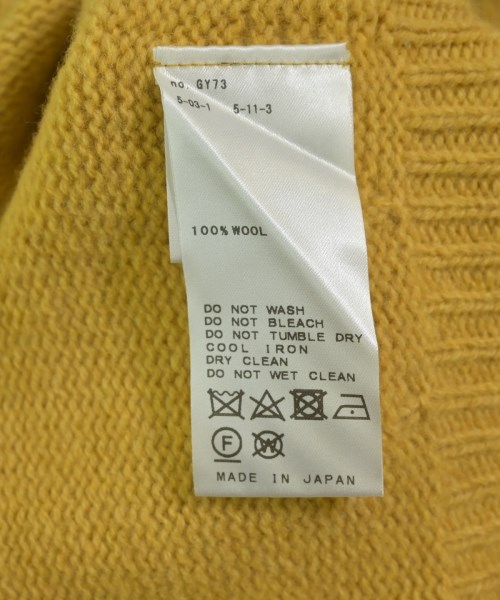 no. GY73
5-03-1 5-11-3
100% WOOL
DO NOT WASH
DO NOT BLEACH
DO NOT TUMBLE DRY
COOL IRON
DRY CLEAN
DO NOT WET CLEAN
F W
MADE IN JAPAN